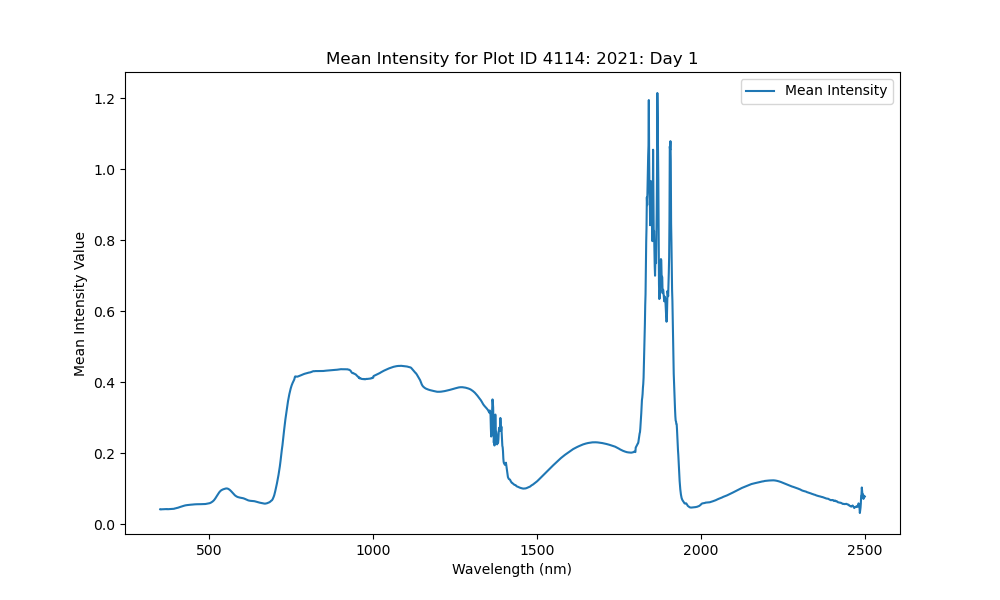 Mean Intensity for Plot ID 4114: 2021: Day 1
Mean Intensity
1.2
1.0
0.8
0.6
0.4
0.2
0.0
Mean Intensity Value
500 1000 1500 2000 2500
Wavelength (nm)